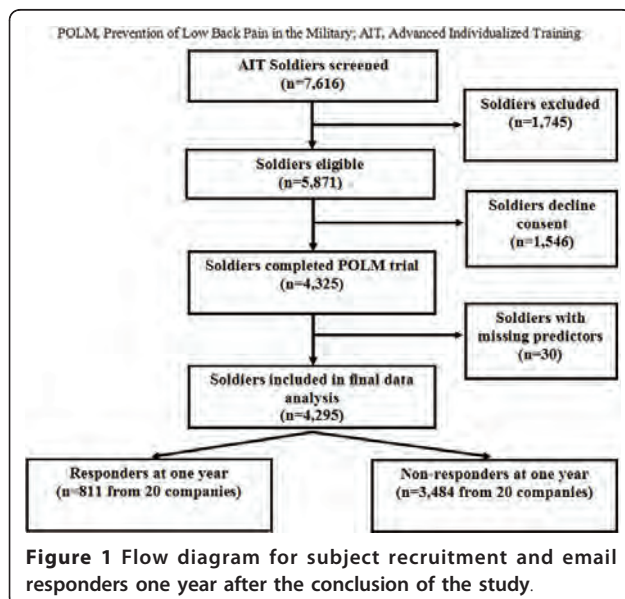 POLM, Prevention of Low Back Pain in the Military; AIT, Advanced Individualized Training
AIT Soldiers screened
(n=7,616)
Soldiers excluded
(n=1,745)
Soldiers eligible
(n=5,871)
Soldiers decline
consent
(n=1,546)
Soldiers completed POLM trial
(n=4,325)
Soldiers with
missing predictors
(n=30)
Soldiers included in final data
analysis
(n=4,295)
Responders at one year
(n=811 from 20 companies)
Non-responders at one year
(n=3,484 from 20 companies)
Figure 1 Flow diagram for subject recruitment and email
responders one year after the conclusion of the study.